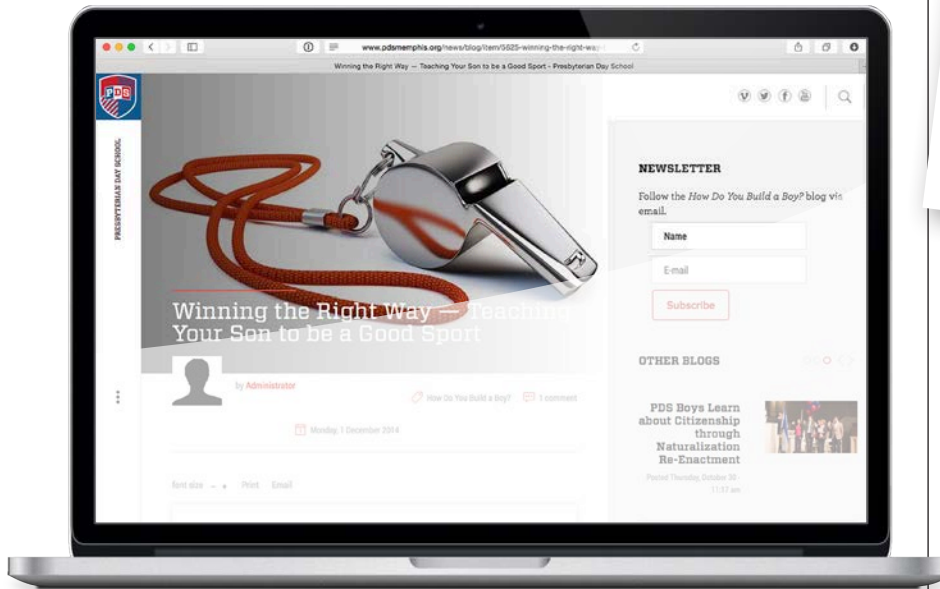 www.pdsmemphis.org/news/blog/item/5625-winning-the-right-way-
Winning the Right Way — Teaching Your Son to be a Good Sport - Presbyterian Day School
PDS
PRESBYTERIAN DAY SCHOOL
Winning the Right Way — Teaching
Your Son to be a Good Sport
by Administrator
How Do You Build a Boy?
1 comment
Monday, 1 December 2014
font size
Print
Email
NEWSLETTER
Follow the How Do You Build a Boy? blog via
email.
Name
E-mail
Subscribe
OTHER BLOGS
PDS Boys Learn
about Citizenship
through
Naturalization
Re-Enactment
Posted Thursday, October 30 -
11:57 am